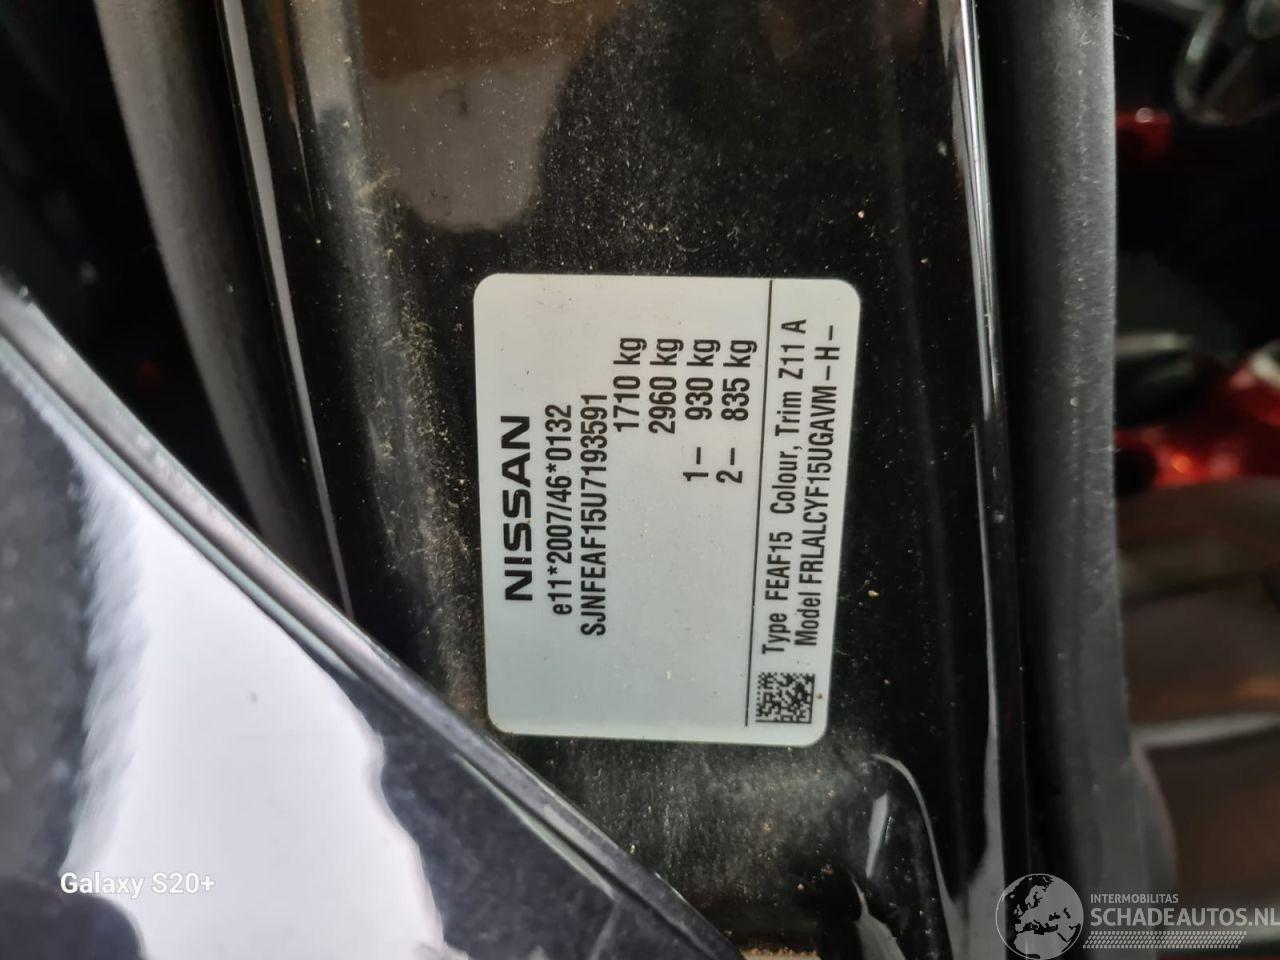 NISSAN
e11*2007/46*0132
SJNFEAF15U7193591
1710 kg
2960 kg
1– 930 kg
2– 835 kg
Type FEAF15 Colour, Trim Z11 A
Model FRLALCYF15UGAVM –H–
Galaxy S20+
INTERMOBILITAS
SCHADEAUTOS.NL